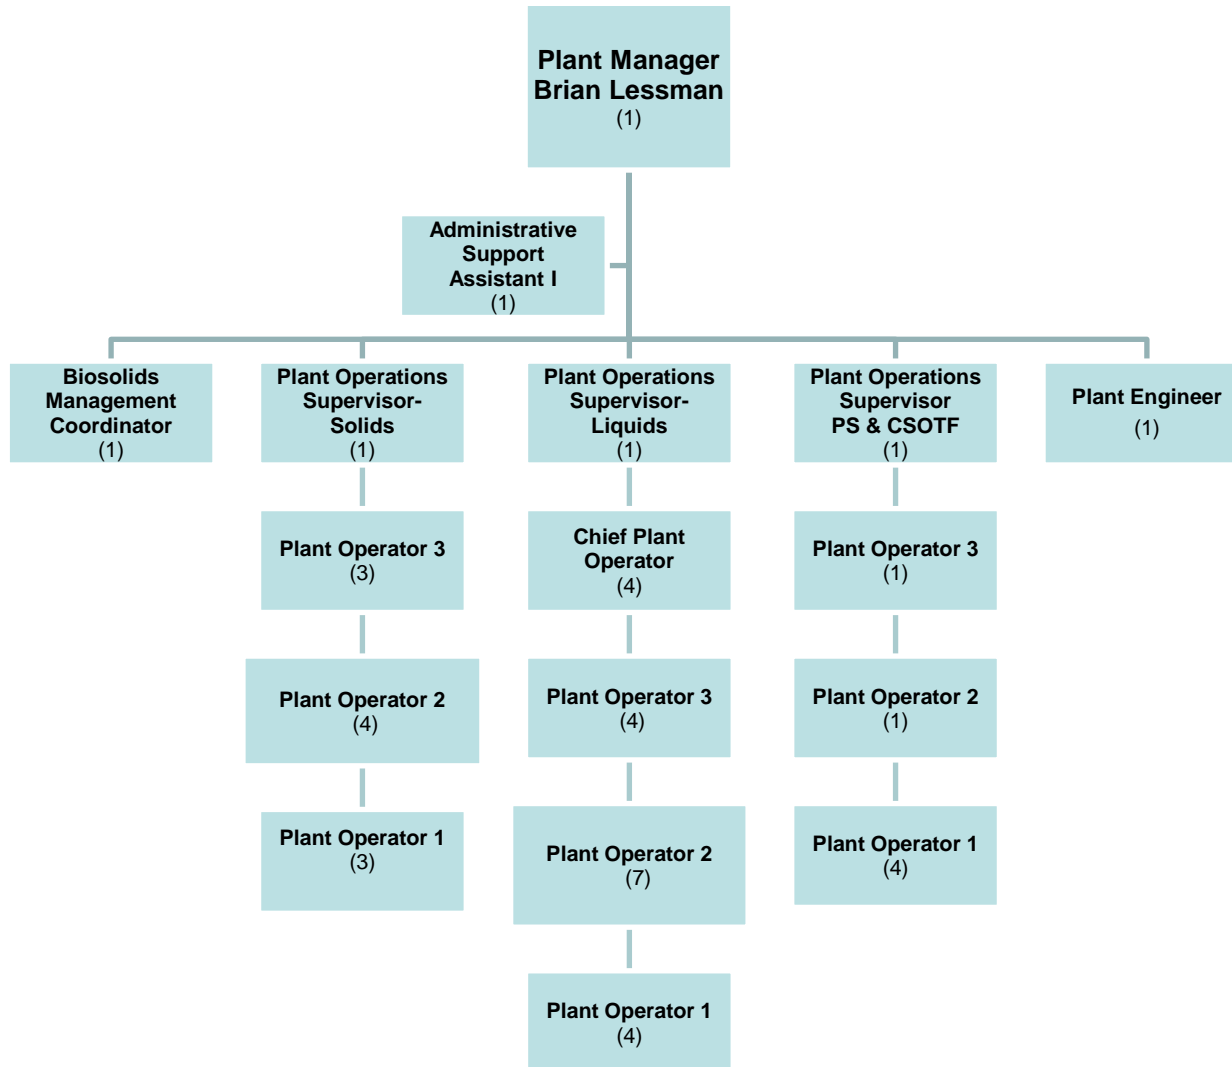 Plant Manager
Brian Lessman
(1)
Administrative
Support
Assistant I
(1)
Biosolids
Management
Coordinator
(1)
Plant Operations
Supervisor-
Solids
(1)
Plant Operations
Supervisor-
Liquids
(1)
Plant Operations
Supervisor
PS & CSOTF
(1)
Plant Engineer
(1)
Plant Operator 3
(3)
Chief Plant
Operator
(4)
Plant Operator 3
(1)
Plant Operator 2
(4)
Plant Operator 3
(4)
Plant Operator 2
(1)
Plant Operator 1
(3)
Plant Operator 2
(7)
Plant Operator 1
(4)
Plant Operator 1
(4)